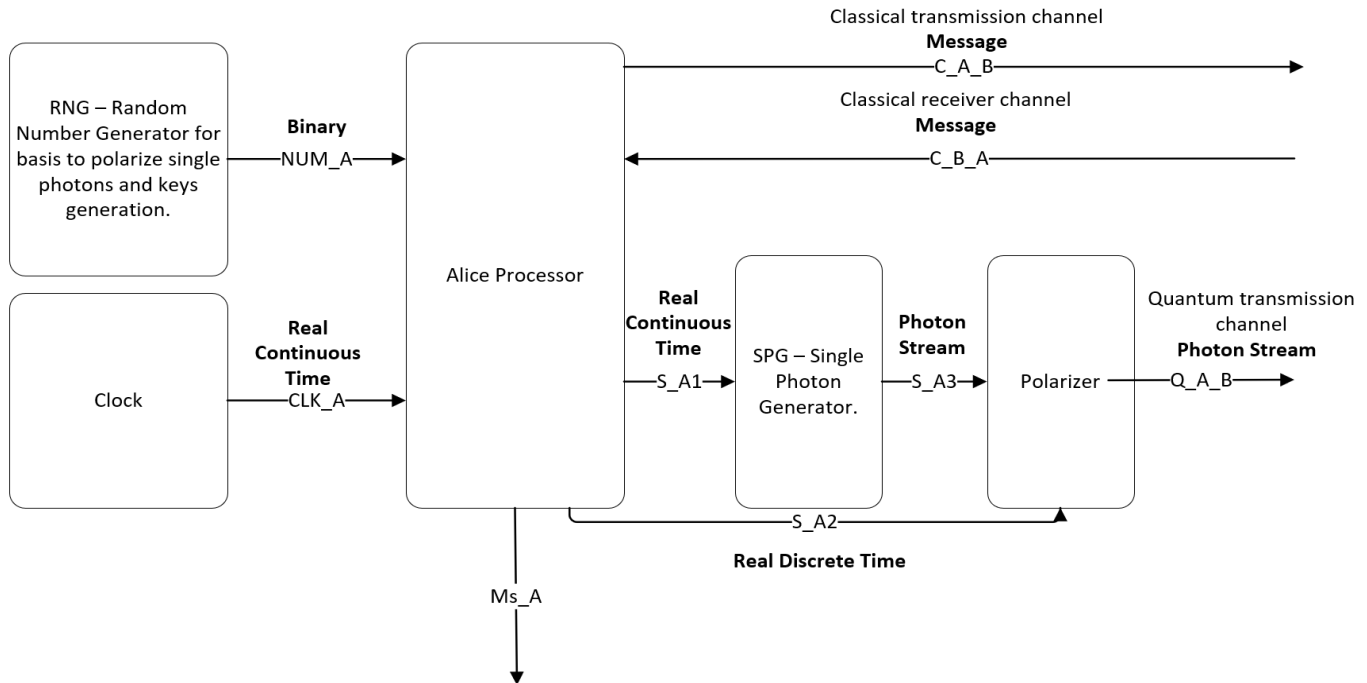 Classical transmission channel
Message
C_A_B
Classical receiver channel
Message
C_B_A
RNG – Random
Number Generator for
basis to polarize single
photons and keys
generation.
Binary
NUM_A
Alice Processor
Clock
Real
Continuous
Time
CLK_A
Real
Continuous
Time
S_A1
SPG – Single
Photon
Generator.
Photon
Stream
S_A3
Polarizer
Quantum transmission
channel
Photon Stream
Q_A_B
S_A2
Real Discrete Time
Ms_A